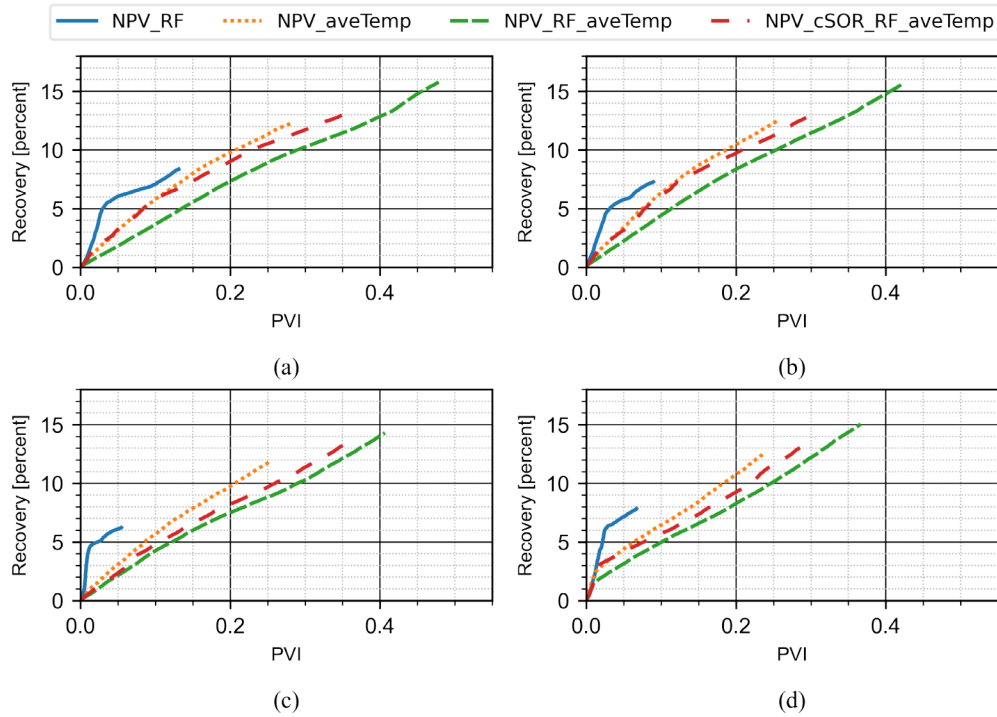 NPV_RF NPV_aveTemp NPV_RF_aveTemp NPV_cSOR_RF_aveTemp
Recovery [percent]
15
10
5
0
0.0 0.2 0.4
PVI
(a)
Recovery [percent]
15
10
5
0
0.0 0.2 0.4
PVI
(b)
Recovery [percent]
15
10
5
0
0.0 0.2 0.4
PVI
(c)
Recovery [percent]
15
10
5
0
0.0 0.2 0.4
PVI
(d)